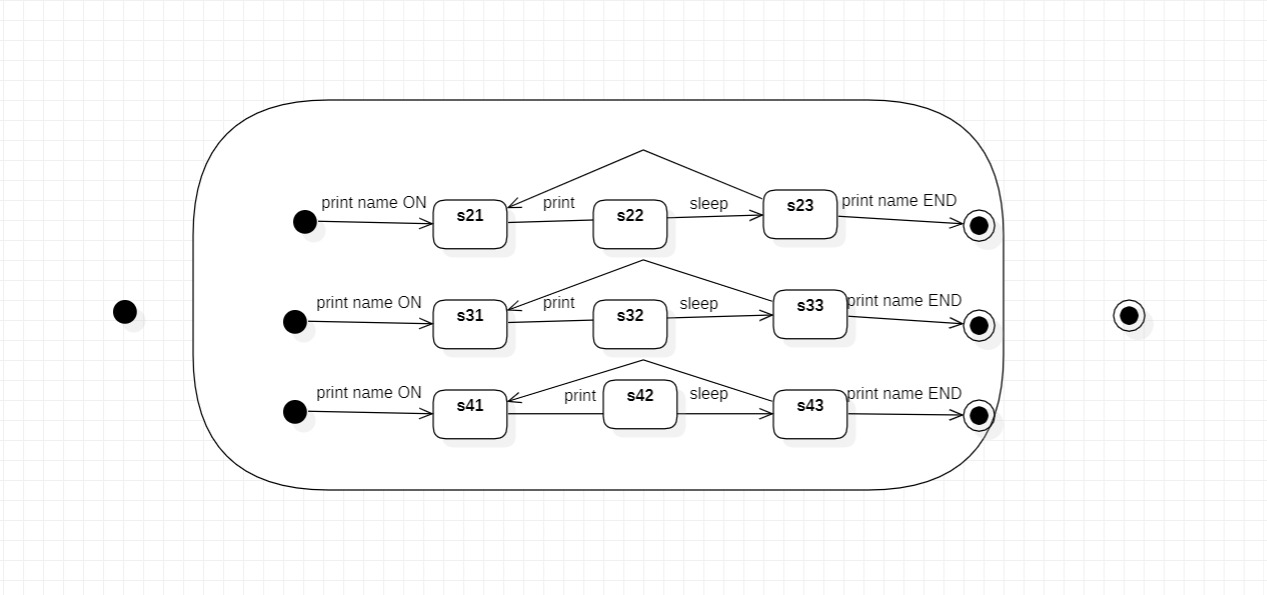 print name ON
s21
print
s22
sleep
s23
print name END
print name ON
s31
print
s32
sleep
s33
print name END
print name ON
s41
print
s42
sleep
s43
print name END